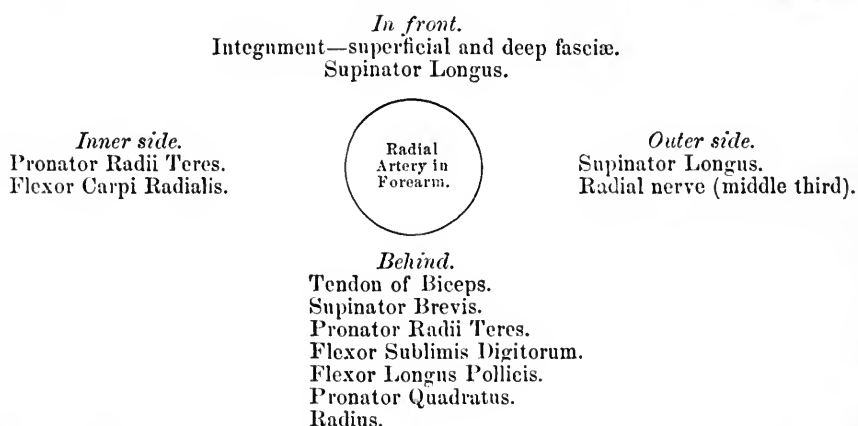 In front.
Integument—superficial and deep fasciæ.
Supinator Longus.
Inner side.
Pronator Radii Teres.
Flexor Carpi Radialis.
Radial
Artery in
Forearm.
Outer side.
Supinator Longus.
Radial nerve (middle third).
Behind.
Tendon of Biceps.
Supinator Brevis.
Pronator Radii Teres.
Flexor Sublimis Digitorum.
Flexor Longus Pollicis.
Pronator Quadratus.
Radius.